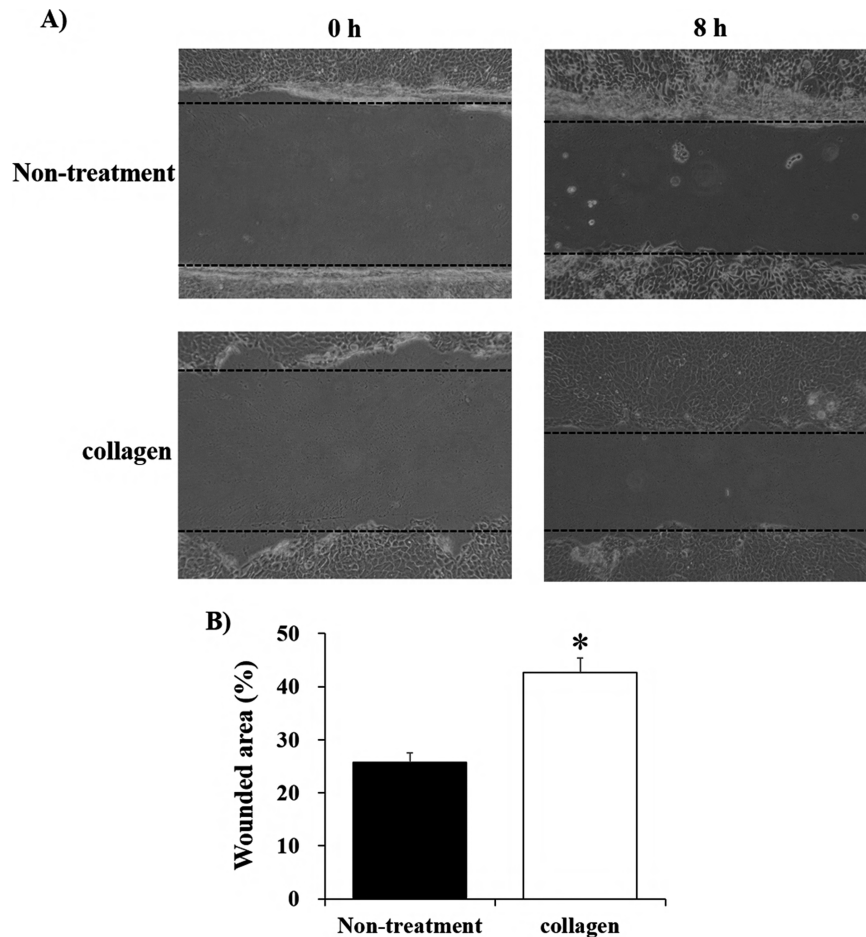 A)
0 h
8 h
Non-treatment
collagen
B)
Wounded area (%)
50
40
30
20
10
0
*
Non-treatment
collagen